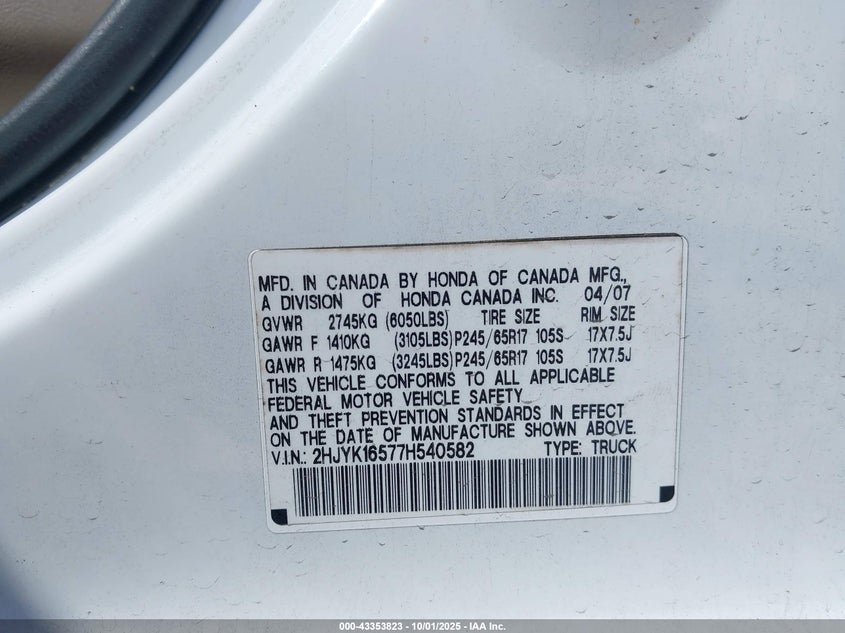 MFD. IN CANADA BY HONDA OF CANADA MFG.,
A DIVISION OF HONDA CANADA INC. 04/07
GVWR 2745KG (6050LBS) TIRE SIZE RIM SIZE
GAWR F 1410KG (3105LBS) P245/65R17 105S 17X7.5J
GAWR R 1475KG (3245LBS) P245/65R17 105S 17X7.5J
THIS VEHICLE CONFORMS TO ALL APPLICABLE
FEDERAL MOTOR VEHICLE SAFETY
AND THEFT PREVENTION STANDARDS IN EFFECT
ON THE DATE OF MANUFACTURE SHOWN ABOVE.
V.I.N.: 2HJYK16577H540582 TYPE: TRUCK
000-43353823 - 10/01/2025 - IAA Inc.